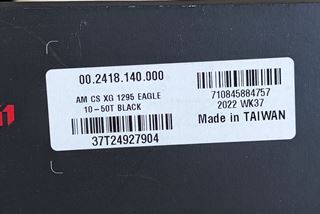 00.2418.140.000
AM CS XG 1295 EAGLE
10-50T BLACK
37T24927904
710845884757
2022 WK37
Made in TAIWAN